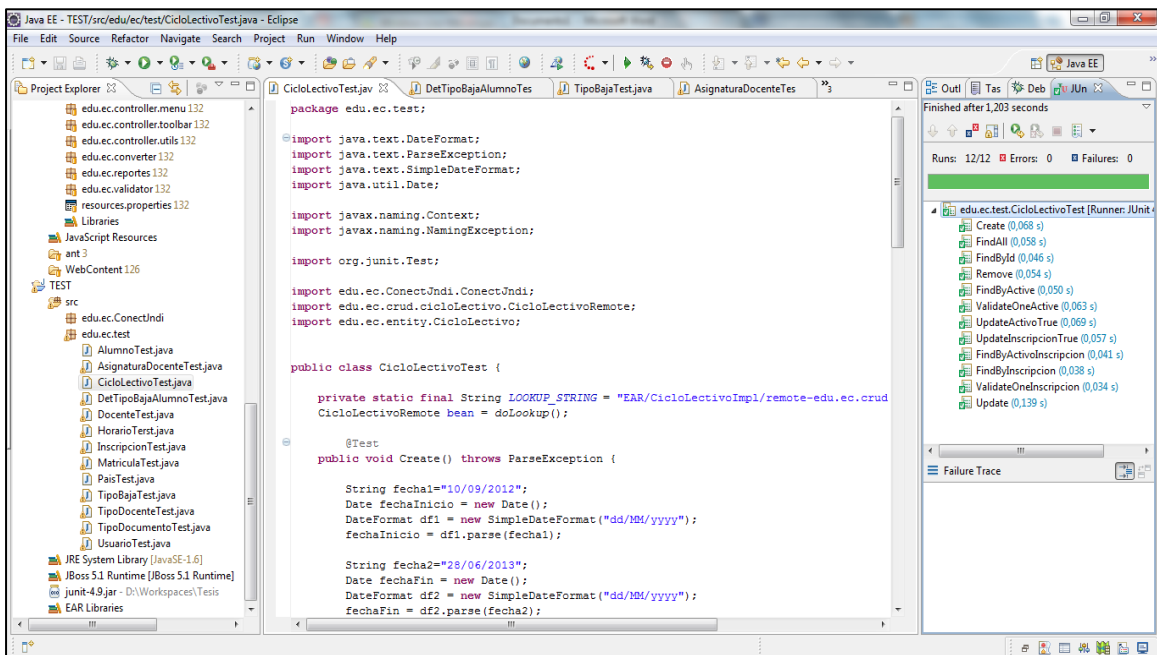 Java EE - TEST/src/edu/ec/test/CicloLectivoTest.java - Eclipse
File Edit Source Refactor Navigate Search Project Run Window Help
Java EE
Project Explorer
edu.ec.controller.menu 132
edu.ec.controller.toolbar 132
edu.ec.controller.utils 132
edu.ec.converter 132
edu.ec.reportes 132
edu.ec.validator 132
resources.properties 132
Libraries
JavaScript Resources
ant 3
WebContent 126
TEST
src
edu.ec.ConectJndi
edu.ec.test
AlumnoTest.java
AsignaturaDocenteTest.java
CicloLectivoTest.java
DetTipoBajaAlumnoTest.java
DocenteTest.java
HorarioTerst.java
InscripcionTest.java
MatriculaTest.java
PaisTest.java
TipoBajaTest.java
TipoDocenteTest.java
TipoDocumentoTest.java
UsuarioTest.java
JRE System Library [JavaSE-1.6]
JBoss 5.1 Runtime [JBoss 5.1 Runtime]
junit-4.9.jar - D:\Workspaces\Tesis
EAR Libraries
CicloLectivoTest.jav DetTipoBajaAlumnoTes TipoBajaTest.java AsignaturaDocenteTes »3
package edu.ec.test;
import java.text.DateFormat;
import java.text.ParseException;
import java.text.SimpleDateFormat;
import java.util.Date;
import javax.naming.Context;
import javax.naming.NamingException;
import org.junit.Test;
import edu.ec.ConectJndi.ConectJndi;
import edu.ec.crud.cicloLectivo.CicloLectivoRemote;
import edu.ec.entity.CicloLectivo;
public class CicloLectivoTest {
private static final String LOOKUP_STRING = "EAR/CicloLectivoImpl/remote-edu.ec.crud
CicloLectivoRemote bean = doLookup();
@Test
public void Create() throws ParseException {
String fecha1="10/09/2012";
Date fechaInicio = new Date();
DateFormat df1 = new SimpleDateFormat("dd/MM/yyyy");
fechaInicio = df1.parse(fecha1);
String fecha2="28/06/2013";
Date fechaFin = new Date();
DateFormat df2 = new SimpleDateFormat("dd/MM/yyyy");
fechaFin = df2.parse(fecha2);
Outl Tas Deb JUn
Finished after 1,203 seconds
Runs: 12/12 Errors: 0 Failures: 0
edu.ec.test.CicloLectivoTest [Runner: JUnit 4
Create (0,068 s)
FindAll (0,058 s)
FindById (0,046 s)
Remove (0,054 s)
FindByActive (0,050 s)
ValidateOneActive (0,063 s)
UpdateActivoTrue (0,069 s)
UpdateInscripcionTrue (0,057 s)
FindByActivoInscripcion (0,041 s)
FindByInscripcion (0,038 s)
ValidateOneInscripcion (0,034 s)
Update (0,139 s)
Failure Trace